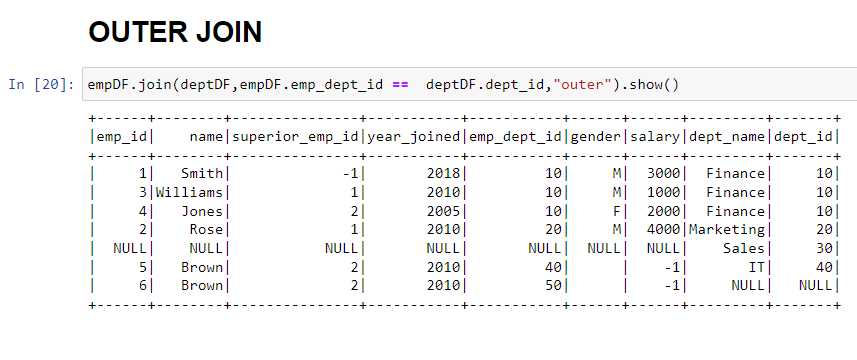 OUTER JOIN
In [20]: empDF.join(deptDF,empDF.emp_dept_id ==  deptDF.dept_id,"outer").show()
+------+--------+---------------+-----------+-----------+------+------+---------+-------+
|emp_id|    name|superior_emp_id|year_joined|emp_dept_id|gender|salary|dept_name|dept_id|
+------+--------+---------------+-----------+-----------+------+------+---------+-------+
|     1|   Smith|             -1|       2018|         10|     M|  3000|  Finance|     10|
|     3|Williams|              1|       2010|         10|     M|  1000|  Finance|     10|
|     4|   Jones|              2|       2005|         10|     F|  2000|  Finance|     10|
|     2|    Rose|              1|       2010|         20|     M|  4000|Marketing|     20|
|  NULL|    NULL|           NULL|       NULL|       NULL|  NULL|  NULL|    Sales|     30|
|     5|   Brown|              2|       2010|         40|      |    -1|       IT|     40|
|     6|   Brown|              2|       2010|         50|      |    -1|     NULL|   NULL|
+------+--------+---------------+-----------+-----------+------+------+---------+-------+